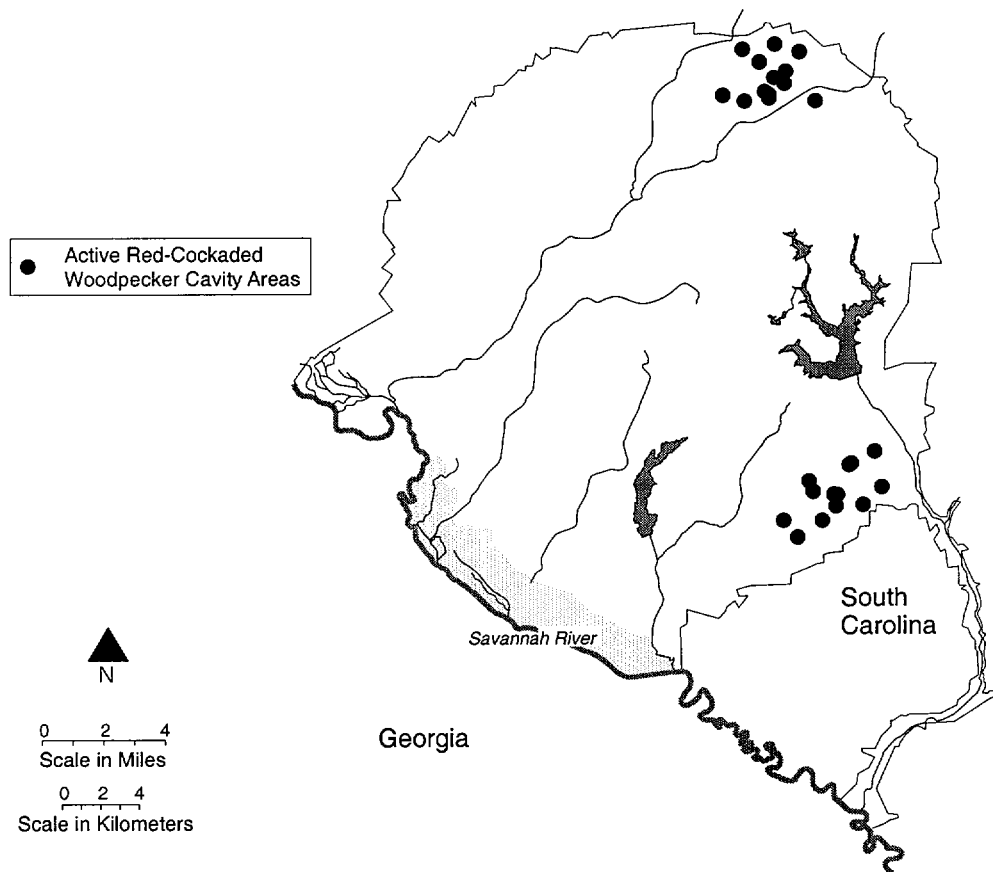 Active Red-Cockaded
Woodpecker Cavity Areas
South
Carolina
Savannah River
N
Georgia
0 2 4
Scale in Miles
0 2 4
Scale in Kilometers